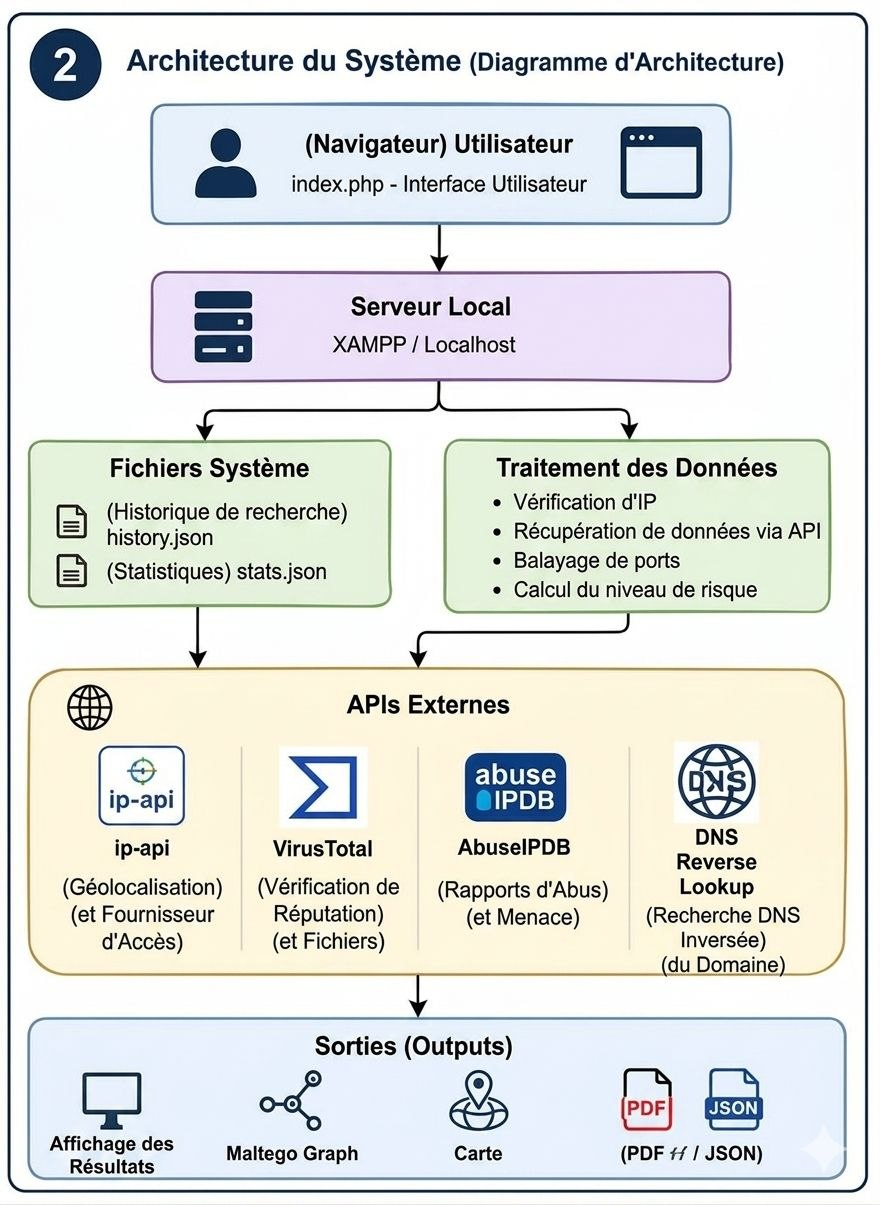 2
Architecture du Système (Diagramme d'Architecture)
(Navigateur) Utilisateur
index.php - Interface Utilisateur
Serveur Local
XAMPP / Localhost
Fichiers Système
(Historique de recherche)
history.json
(Statistiques) stats.json
Traitement des Données
• Vérification d'IP
• Récupération de données via API
• Balayage de ports
• Calcul du niveau de risque
APIs Externes
ip-api
ip-api
(Géolocalisation)
(et Fournisseur
d'Accès)
VirusTotal
(Vérification de
Réputation)
(et Fichiers)
abuse
IPDB
AbuseIPDB
(Rapports d'Abus)
(et Menace)
DNS
Reverse
Lookup
(Recherche DNS
Inversée)
(du Domaine)
Sorties (Outputs)
Affichage des
Résultats
Maltego Graph
Carte
PDF
JSON
(PDF / JSON)